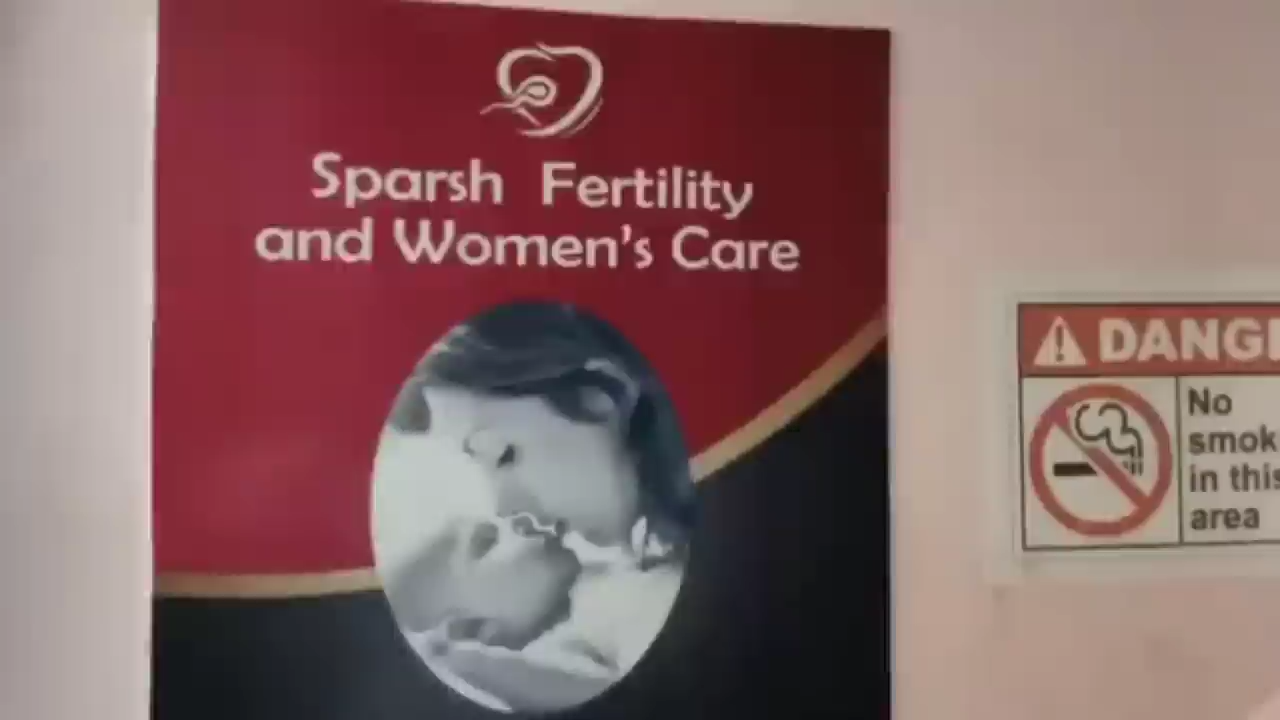 Sparsh Fertility
and Women's Care
DANG
No
smok
in this
area